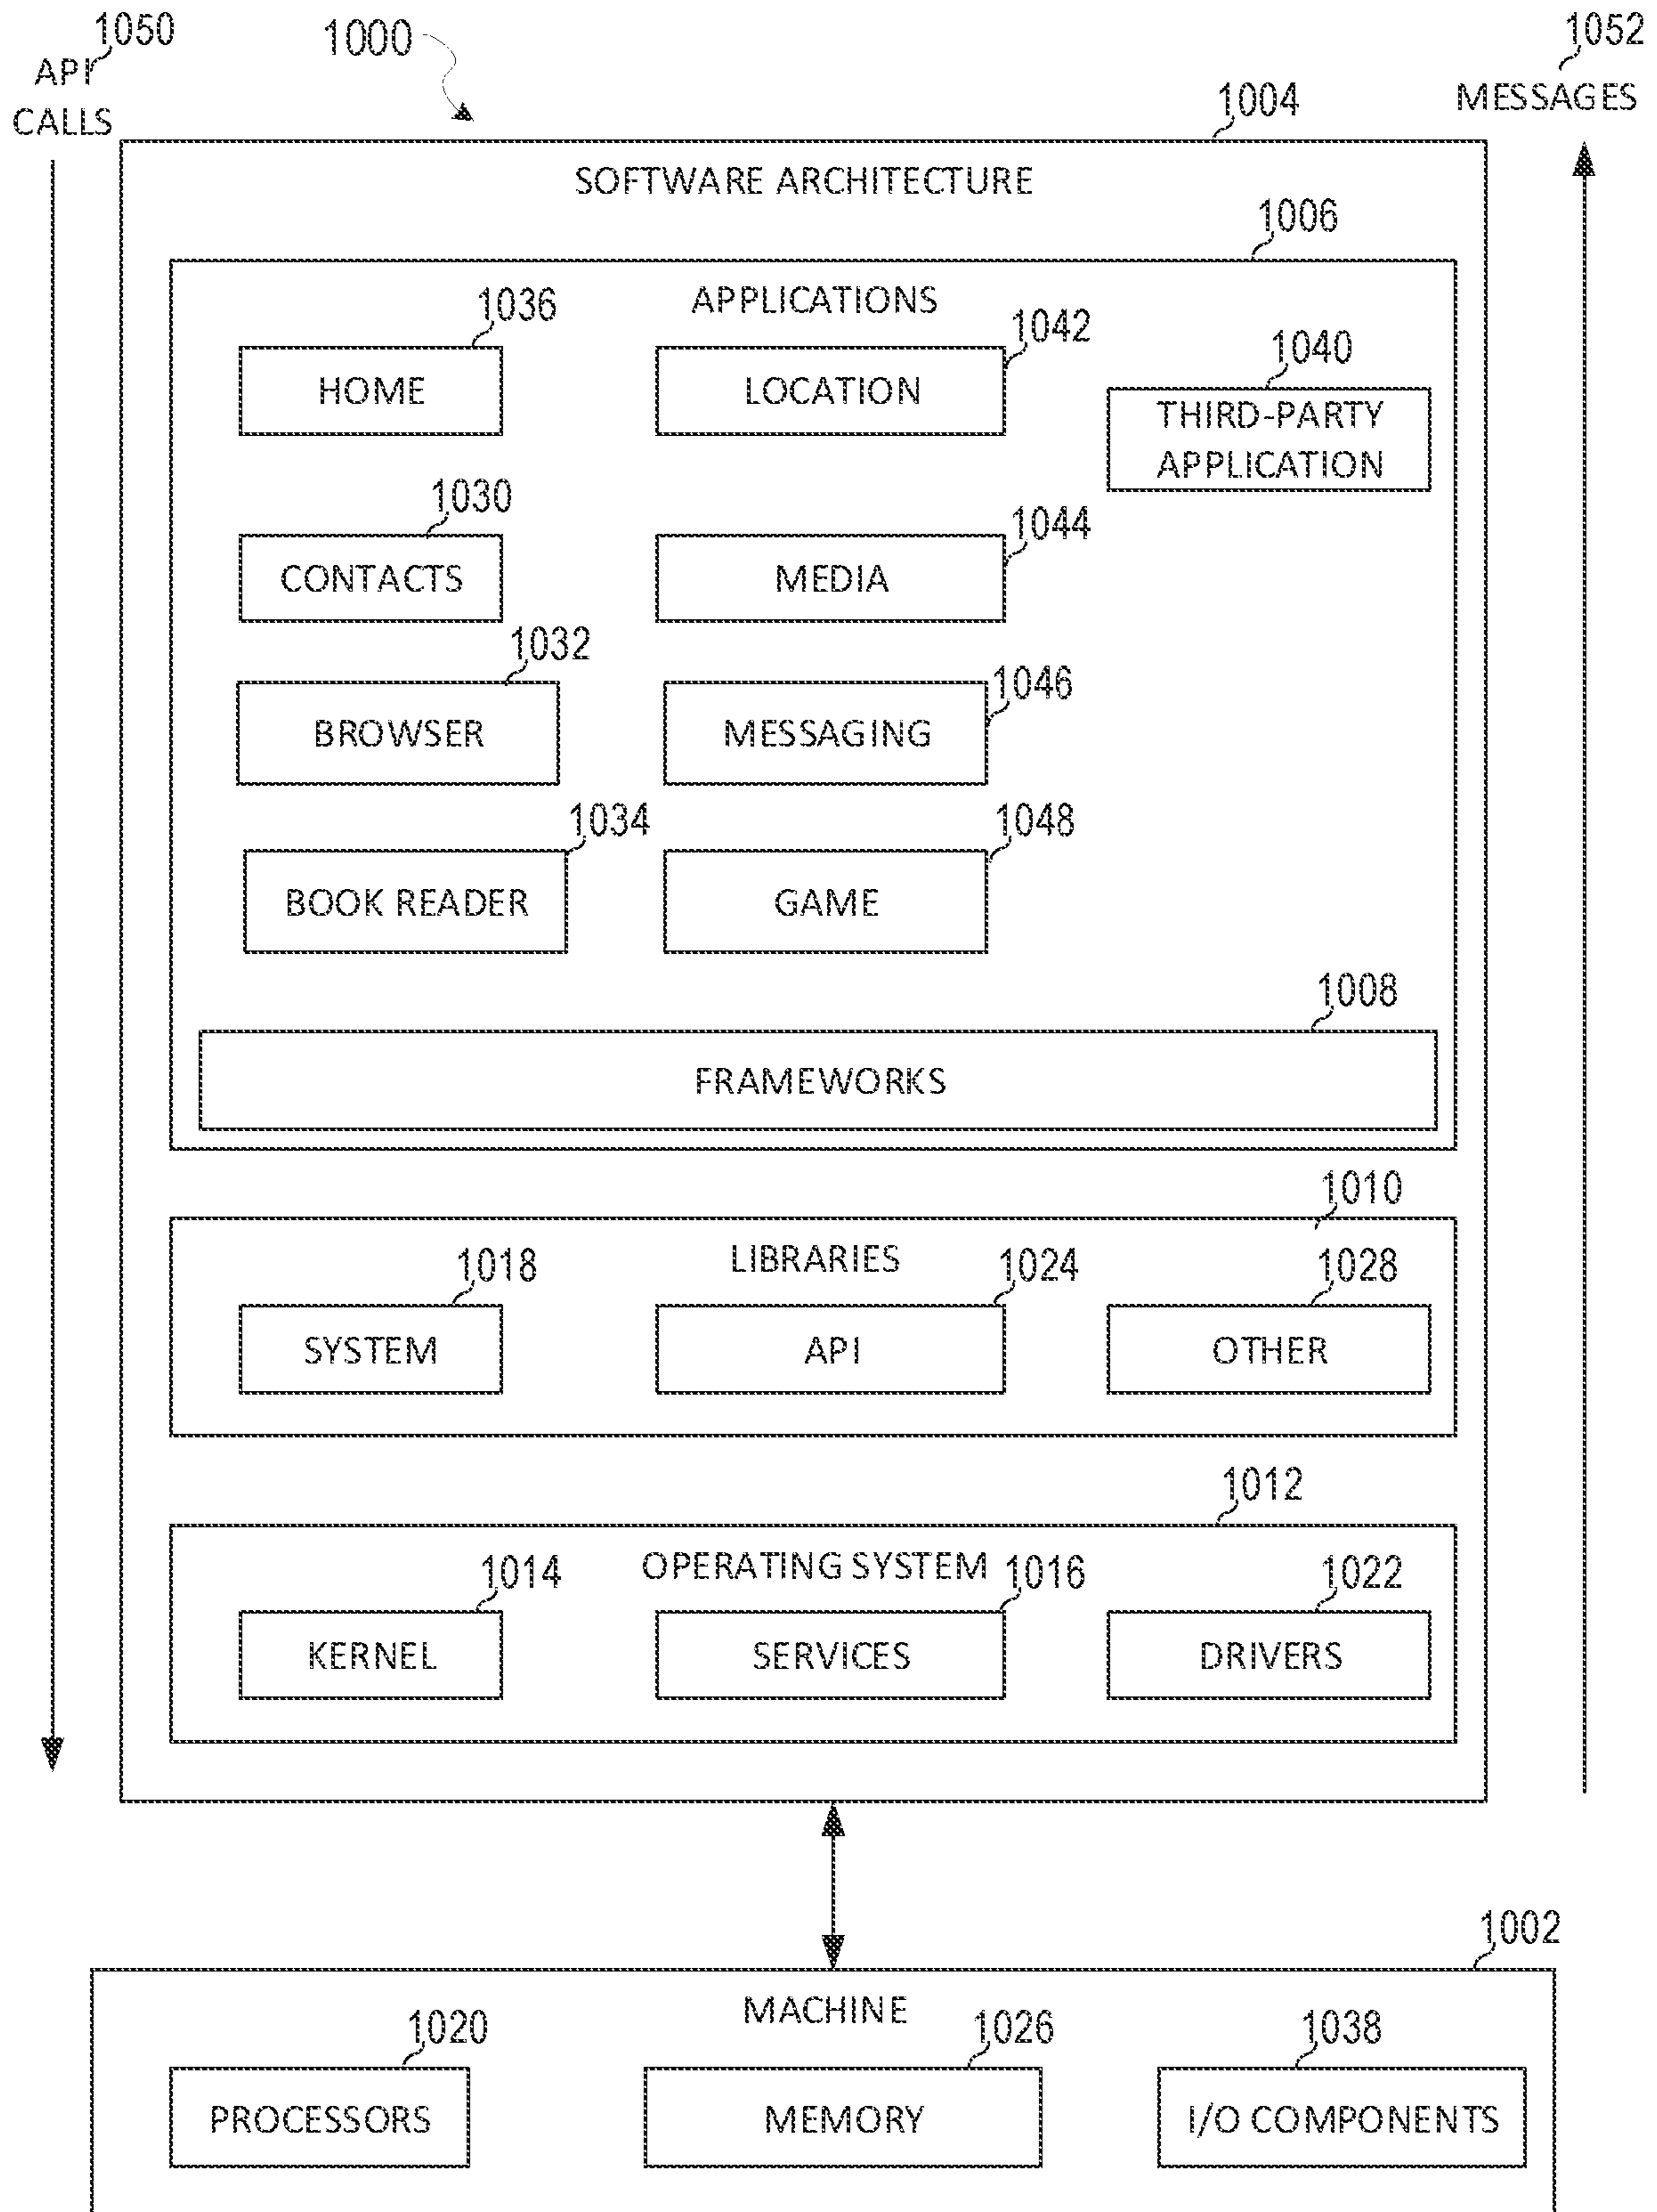 1050
1000
1052
API
CALLS
MESSAGES
1004
SOFTWARE ARCHITECTURE
1006
APPLICATIONS
1036
1042
1040
HOME
LOCATION
THIRD-PARTY
APPLICATION
1030
1044
CONTACTS
MEDIA
1032
1046
BROWSER
MESSAGING
1034
1048
BOOK READER
GAME
1008
FRAMEWORKS
1010
LIBRARIES
1018
1024
1028
SYSTEM
API
OTHER
1012
OPERATING SYSTEM
1014
1016
1022
KERNEL
SERVICES
DRIVERS
1002
MACHINE
1020
1026
1038
PROCESSORS
MEMORY
I/O COMPONENTS